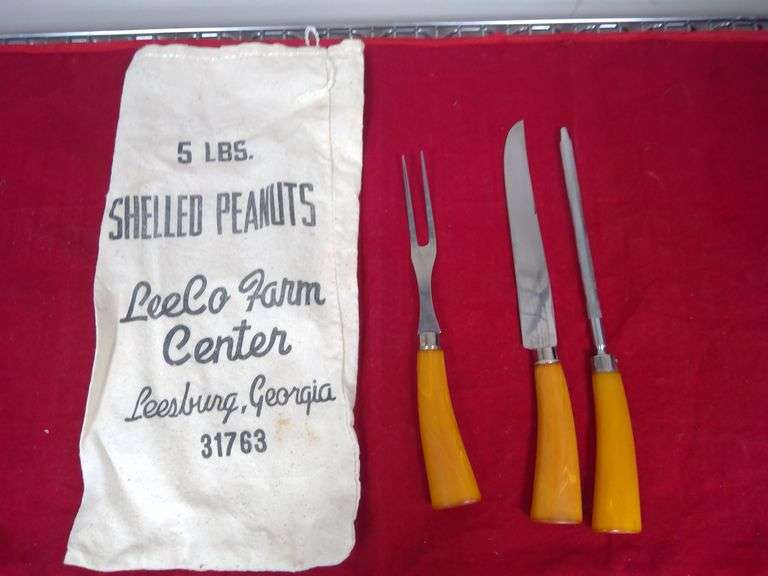 5 LBS.
SHELLED PEANUTS
LeeCo Farm
Center
Leesburg, Georgia
31763